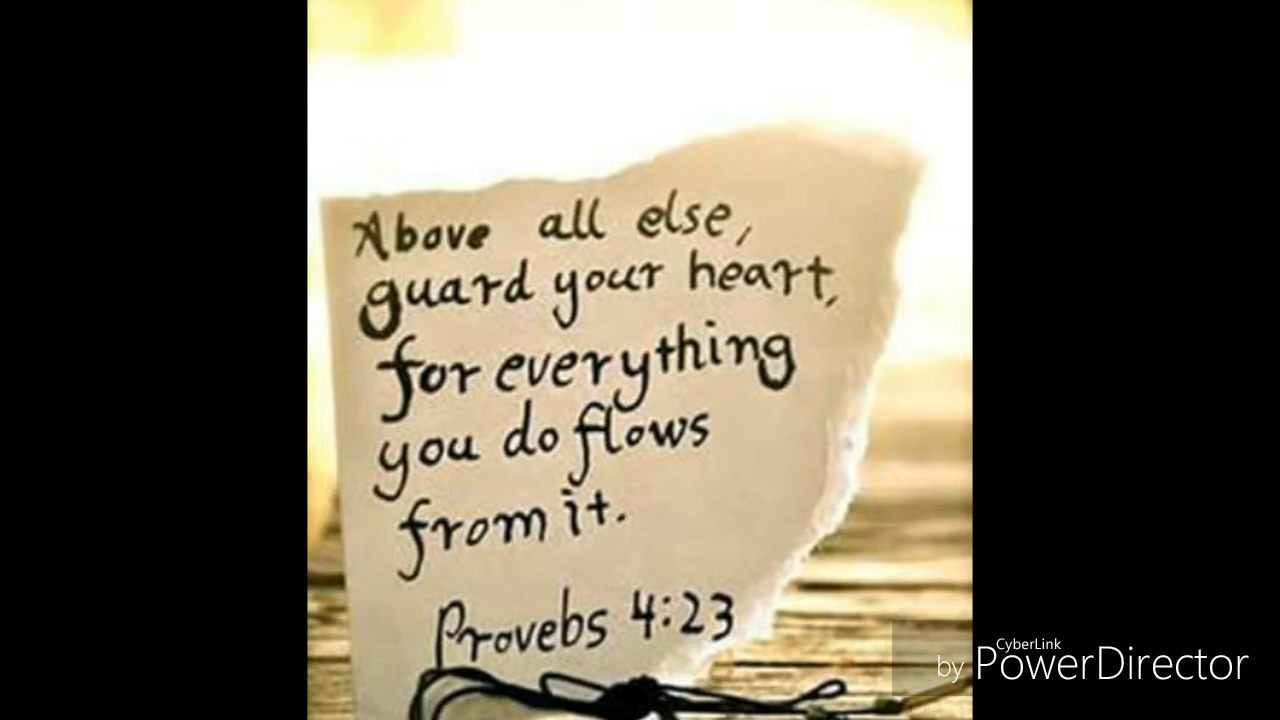 Above all else,
guard your heart,
for everything
you do flows
from it.
Provebs 4:23
CyberLink
by PowerDirector